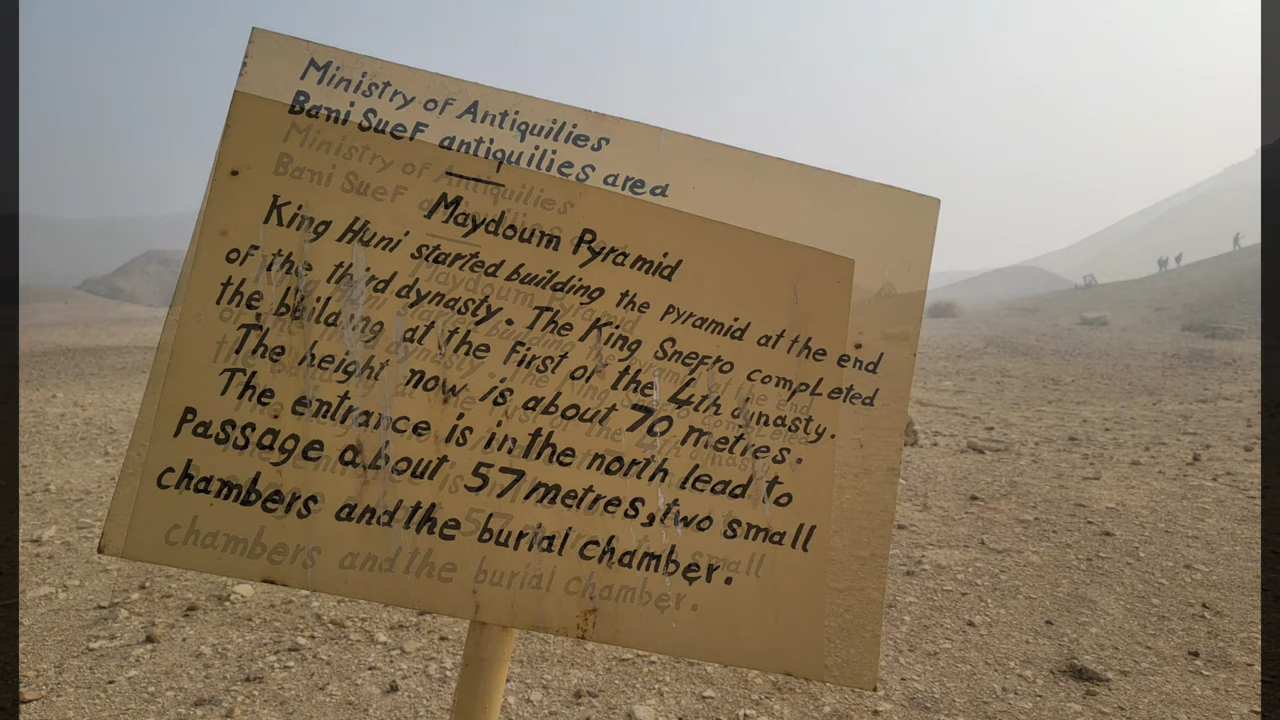 Ministry of Antiquilies
Bani SueF antiquilies area
Maydoum Pyramid
King Huni started building the pyramid at the end
of the third dynasty. The King Snefro completed
the building at the First of the 4th dynasty.
The height now is about 70 metres.
The entrance is in the north lead to
Passage about 57 metres, two small
chambers and the burial chamber.